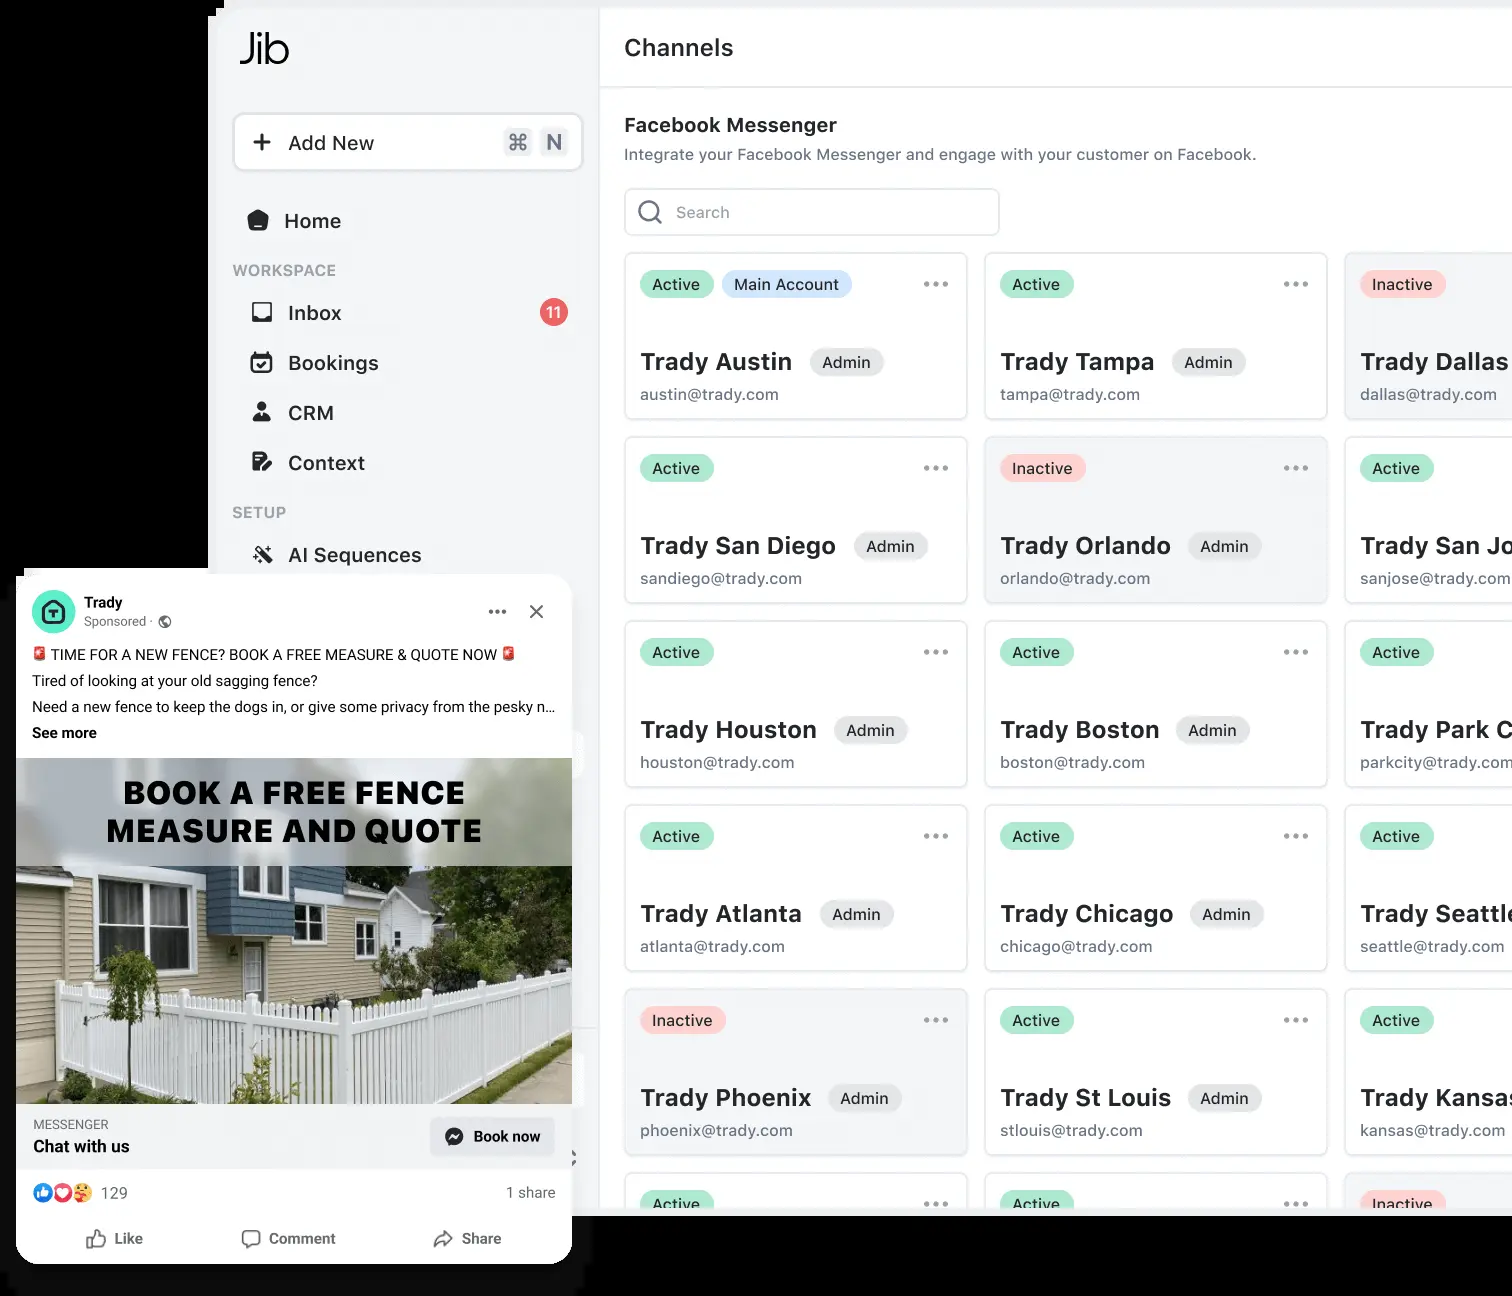 Jib
Add New ⌘ N
Home
WORKSPACE
Inbox 11
Bookings
CRM
Context
SETUP
AI Sequences
Channels
Facebook Messenger
Integrate your Facebook Messenger and engage with your customer on Facebook.
Search
Active Main Account
Trady Austin Admin
austin@trady.com
Active
Trady Tampa Admin
tampa@trady.com
Inactive
Trady Dallas
dallas@trady.com
Active
Trady San Diego Admin
sandiego@trady.com
Inactive
Trady Orlando Admin
orlando@trady.com
Active
Trady San Jo
sanjose@trady.com
Active
Trady Houston Admin
houston@trady.com
Active
Trady Boston Admin
boston@trady.com
Active
Trady Park C
parkcity@trady.com
Active
Trady Atlanta Admin
atlanta@trady.com
Active
Trady Chicago Admin
chicago@trady.com
Active
Trady Seattle
seattle@trady.com
Inactive
Trady Phoenix Admin
phoenix@trady.com
Active
Trady St Louis Admin
stlouis@trady.com
Active
Trady Kansas
kansas@trady.com
Active
Active
Inactive
Trady
Sponsored ·
🚨 TIME FOR A NEW FENCE? BOOK A FREE MEASURE & QUOTE NOW 🚨
Tired of looking at your old sagging fence?
Need a new fence to keep the dogs in, or give some privacy from the pesky n...
See more
BOOK A FREE FENCE
MEASURE AND QUOTE
MESSENGER
Chat with us
Book now
129
1 share
Like Comment Share